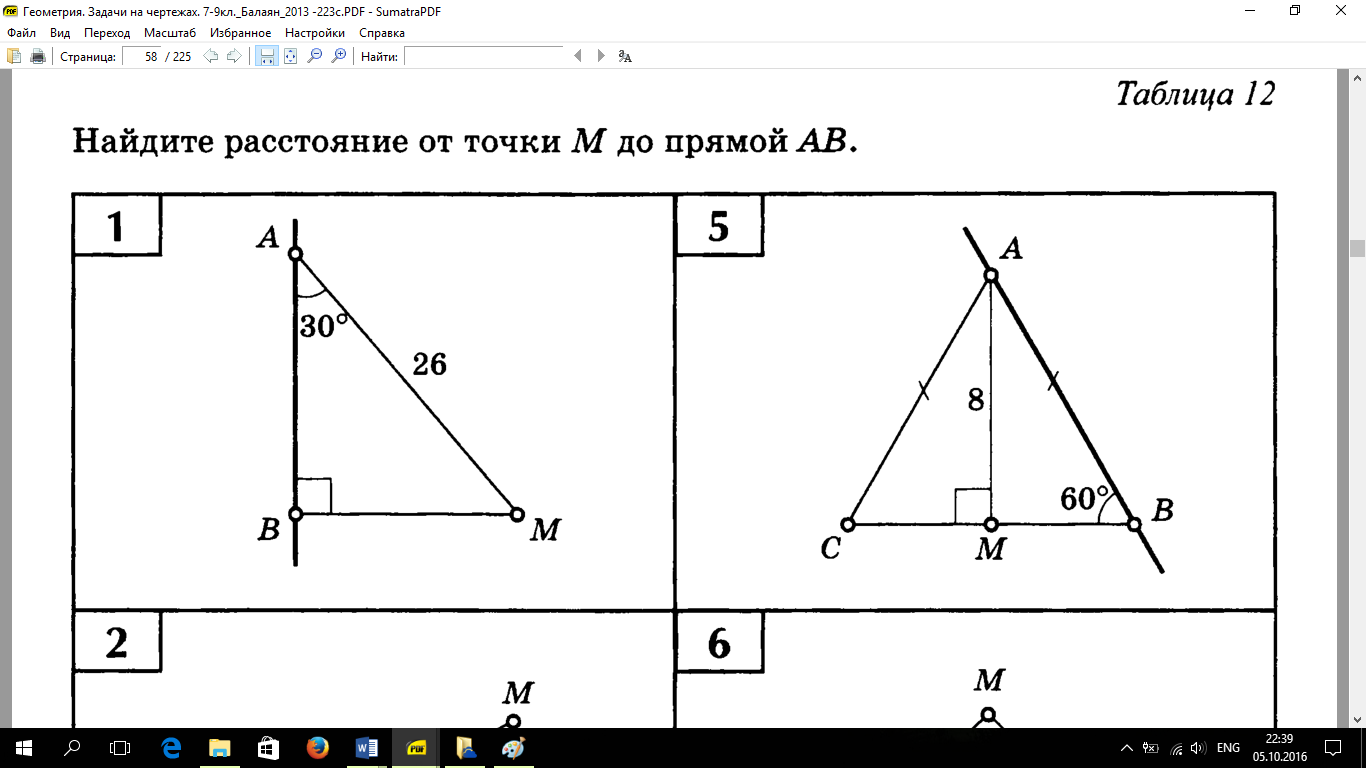 Геометрия. Задачи на чертежах. 7-9кл._Балаян_2013 -223с.PDF - SumatraPDF
Файл Вид Переход Масштаб Избранное Настройки Справка
Страница: 58 / 225 Найти:
Таблица 12
Найдите расстояние от точки M до прямой AB.
1
A
30°
26
B
M
5
A
8
60°
B
C
M
2
M
6
M
22:39
ENG
05.10.2016